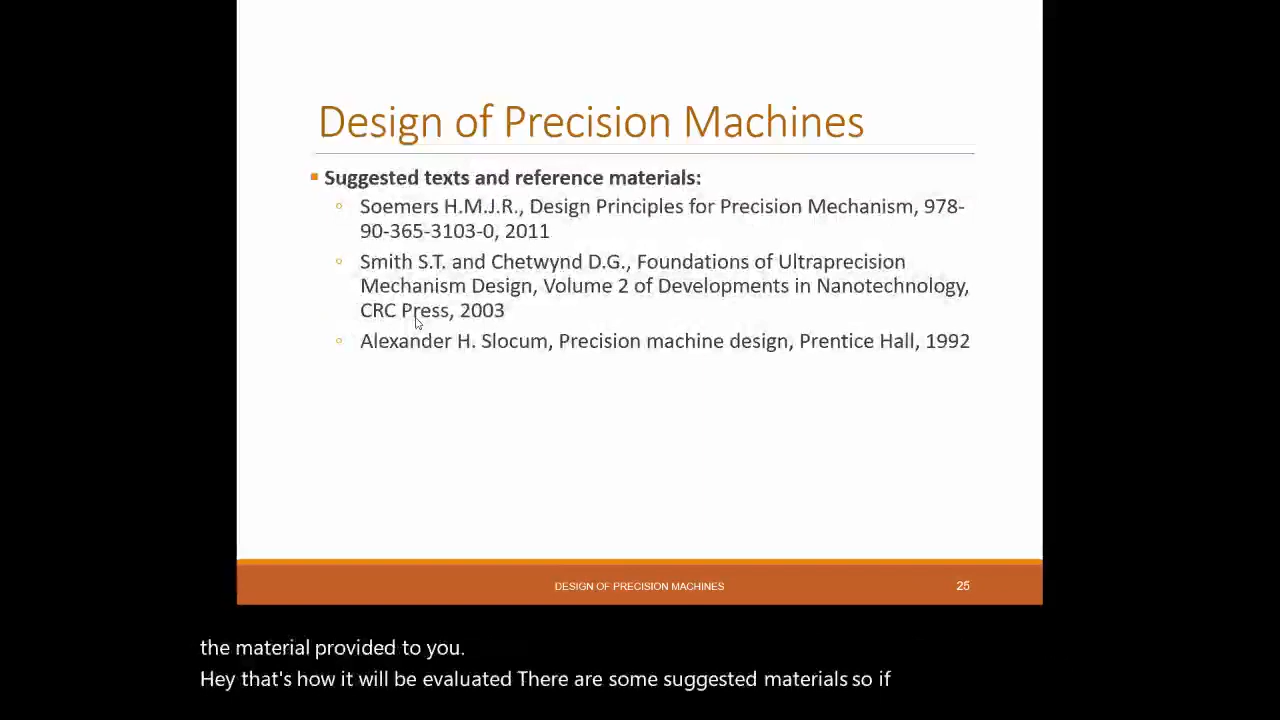 Design of Precision Machines
Suggested texts and reference materials:
Soemers H.M.J.R., Design Principles for Precision Mechanism, 978-
90-365-3103-0, 2011
Smith S.T. and Chetwynd D.G., Foundations of Ultraprecision
Mechanism Design, Volume 2 of Developments in Nanotechnology,
CRC Press, 2003
Alexander H. Slocum, Precision machine design, Prentice Hall, 1992
DESIGN OF PRECISION MACHINES 25
the material provided to you.
Hey that's how it will be evaluated There are some suggested materials so if